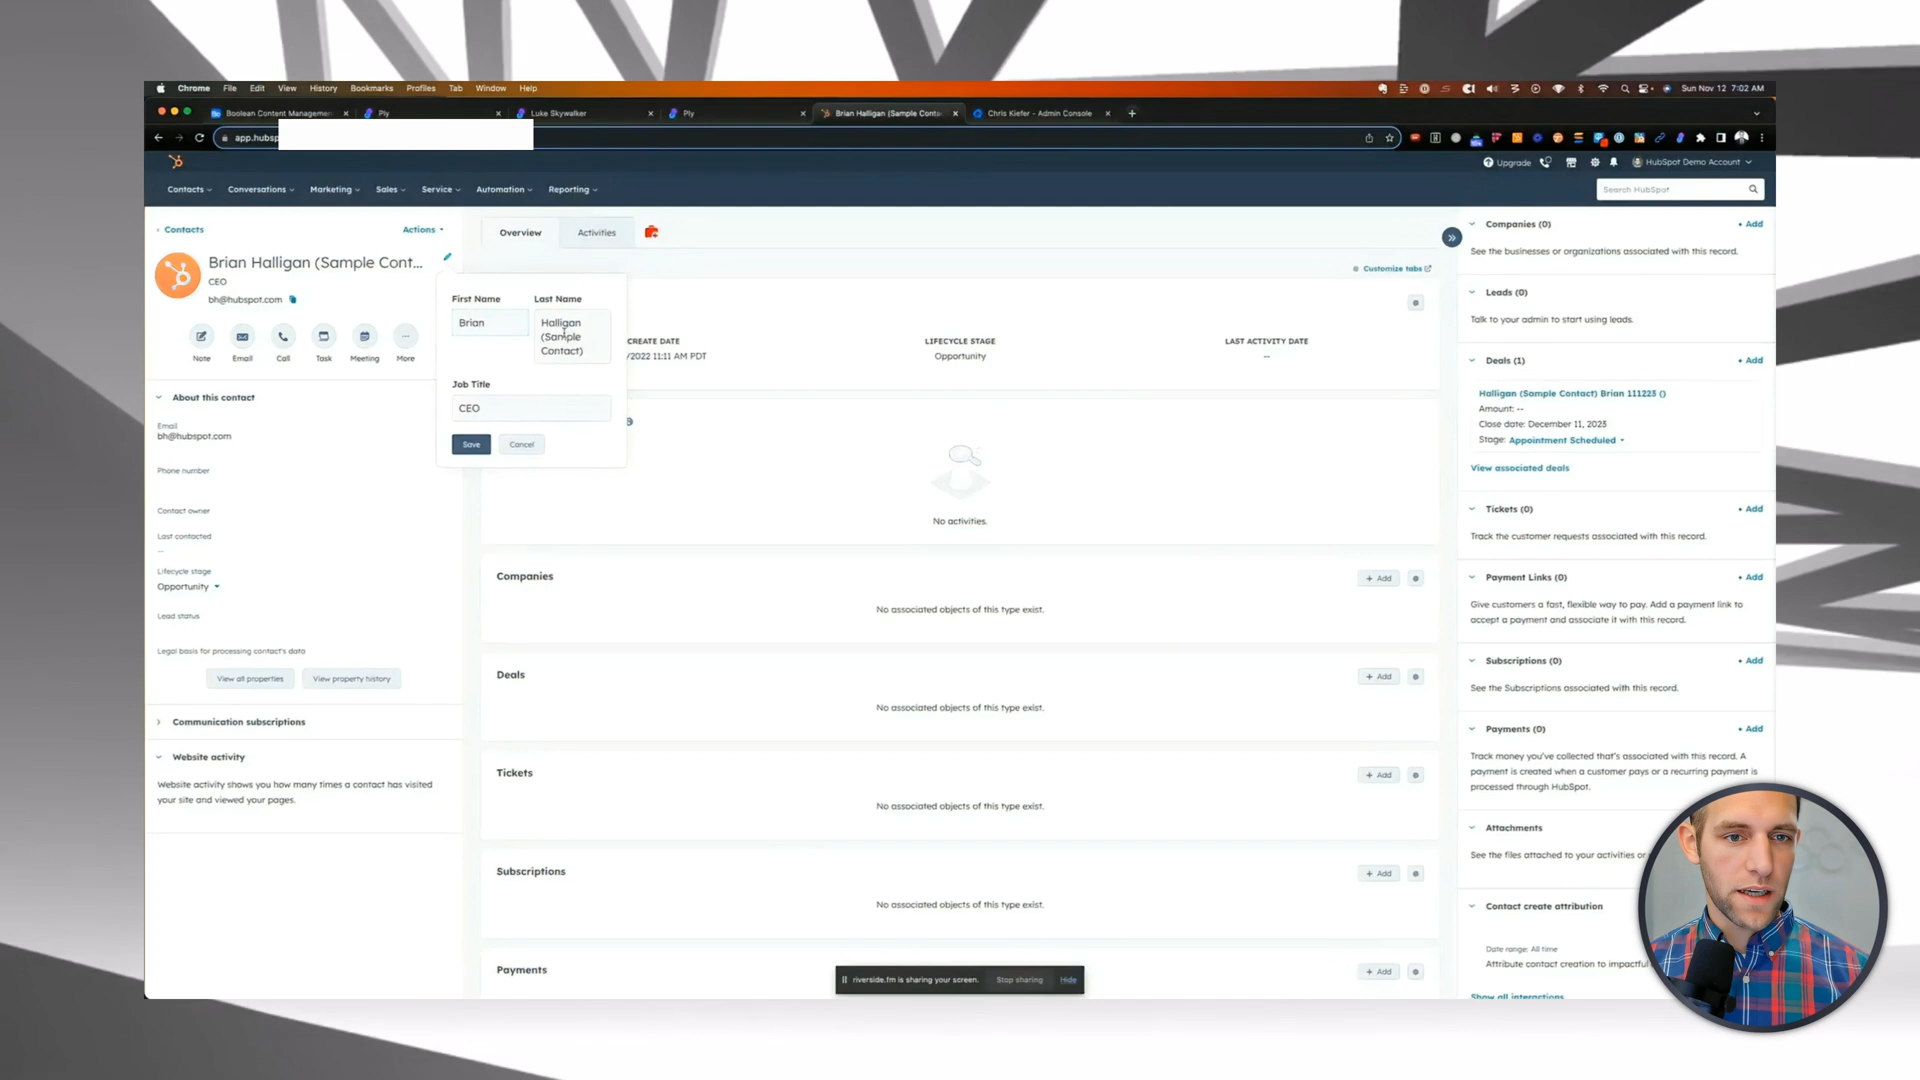 Chrome File Edit View History Bookmarks Profiles Tab Window Help
Sun Nov 12 7:02 AM
Boolean Content Managemen
Ply
Luke Skywalker
Ply
Brian Halligan (Sample Conta
Chris Kiefer - Admin Console
app.hubsp
Upgrade
HubSpot Demo Account
Contacts Conversations Marketing Sales Service Automation Reporting
Search HubSpot
Contacts
Actions
Brian Halligan (Sample Cont...
CEO
bh@hubspot.com
Note Email Call Task Meeting More
About this contact
Email
bh@hubspot.com
Phone number
Contact owner
Last contacted
--
Lifecycle stage
Opportunity
Lead status
Legal basis for processing contact's data
View all properties View property history
Communication subscriptions
Website activity
Website activity shows you how many times a contact has visited
your site and viewed your pages.
First Name Last Name
Brian
Halligan
(Sample
Contact)
Job Title
CEO
Save Cancel
Overview Activities
Customize tabs
CREATE DATE LIFECYCLE STAGE LAST ACTIVITY DATE
/2022 11:11 AM PDT Opportunity --
No activities.
Companies
+ Add
No associated objects of this type exist.
Deals
+ Add
No associated objects of this type exist.
Tickets
+ Add
No associated objects of this type exist.
Subscriptions
+ Add
No associated objects of this type exist.
Payments
+ Add
riverside.fm is sharing your screen. Stop sharing Hide
Companies (0) + Add
See the businesses or organizations associated with this record.
Leads (0)
Talk to your admin to start using leads.
Deals (1) + Add
Halligan (Sample Contact) Brian 111223 ()
Amount: --
Close date: December 11, 2023
Stage: Appointment Scheduled
View associated deals
Tickets (0) + Add
Track the customer requests associated with this record.
Payment Links (0) + Add
Give customers a fast, flexible way to pay. Add a payment link to
accept a payment and associate it with this record.
Subscriptions (0) + Add
See the Subscriptions associated with this record.
Payments (0) + Add
Track money you've collected that's associated with this record. A
payment is created when a customer pays or a recurring payment is
processed through HubSpot.
Attachments
See the files attached to your activities or
Contact create attribution
Date range: All time
Attribute contact creation to impactful
Show all interactions